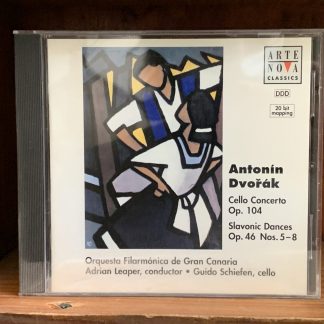 ARTE
NOVA
CLASSICS
DDD
20 bit
mapping
Antonín
Dvořák
Cello Concerto
Op. 104
Slavonic Dances
Op. 46 Nos. 5–8
Orquesta Filarmónica de Gran Canaria
Adrian Leaper, conductor • Guido Schiefen, cello